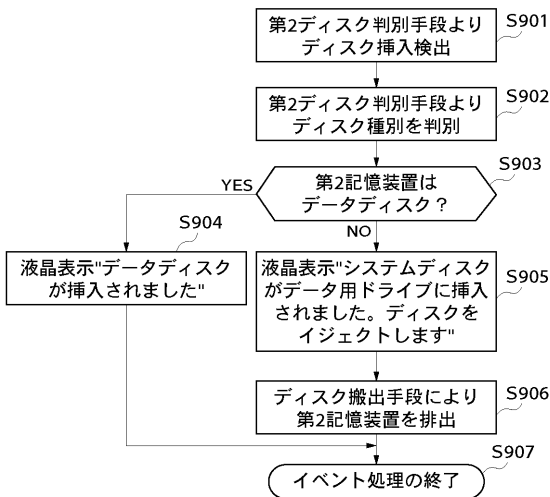 第2ディスク判別手段より
ディスク挿入検出
S901
第2ディスク判別手段より
ディスク種別を判別
S902
第2記憶装置は
データディスク？
S903
YES
NO
S904
液晶表示"データディスク
が挿入されました"
液晶表示"システムディスク
がデータ用ドライブに挿入
されました。ディスクを
イジェクトします"
S905
ディスク搬出手段により
第2記憶装置を排出
S906
イベント処理の終了
S907